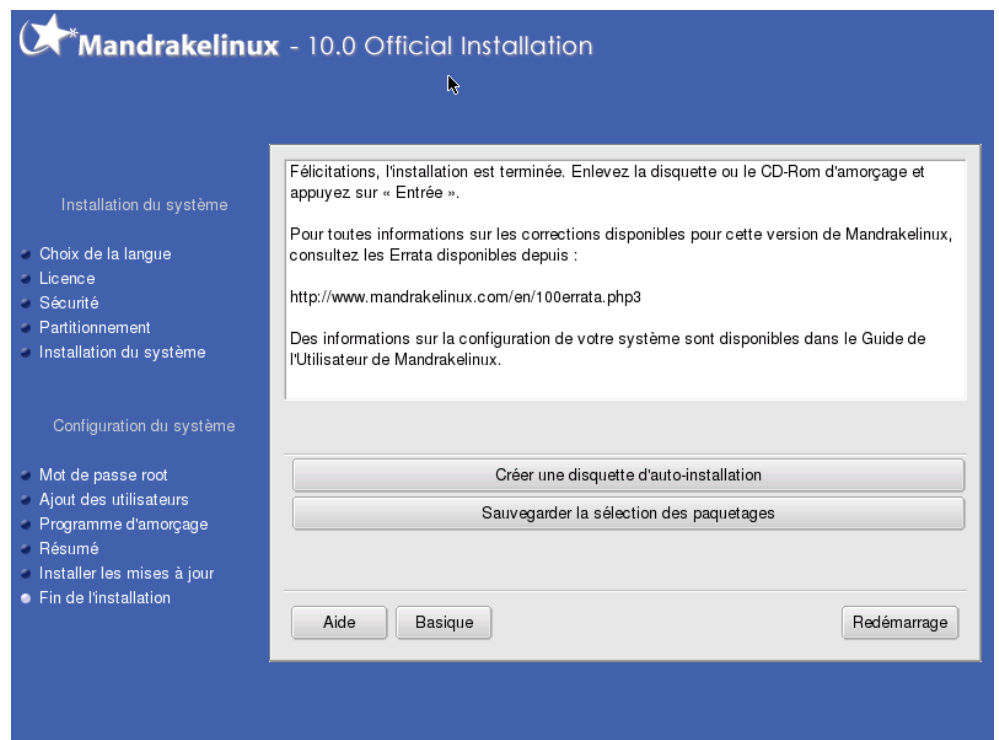 Mandrakelinux - 10.0 Official Installation
Installation du système
Choix de la langue
Licence
Sécurité
Partitionnement
Installation du système
Configuration du système
Mot de passe root
Ajout des utilisateurs
Programme d'amorçage
Résumé
Installer les mises à jour
Fin de l'installation
Félicitations, l'installation est terminée. Enlevez la disquette ou le CD-Rom d'amorçage et
appuyez sur « Entrée ».
Pour toutes informations sur les corrections disponibles pour cette version de Mandrakelinux,
consultez les Errata disponibles depuis :
http://www.mandrakelinux.com/en/100errata.php3
Des informations sur la configuration de votre système sont disponibles dans le Guide de
l'Utilisateur de Mandrakelinux.
Créer une disquette d'auto-installation
Sauvegarder la sélection des paquetages
Aide
Basique
Redémarrage